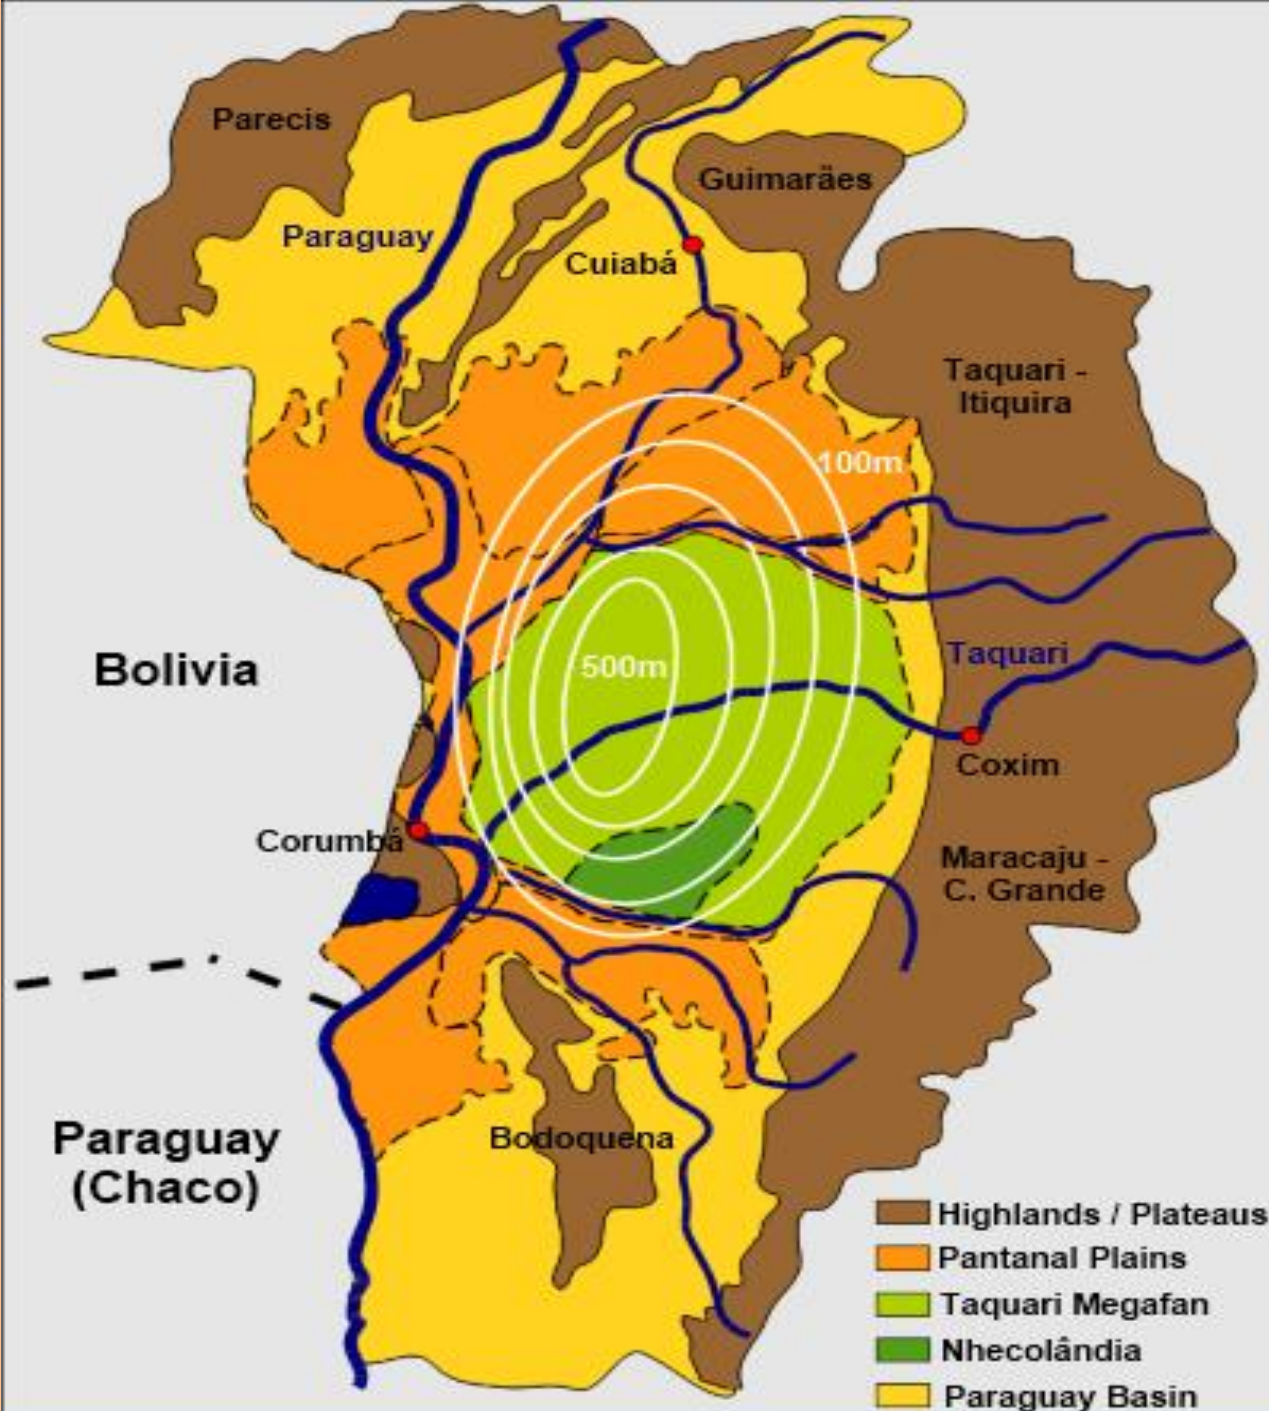 Parecis
Guimarães
Paraguay
Cuiabá
Taquari -
Itiquira
100m
Bolivia
500m
Taquari
Coxim
Corumbá
Maracaju -
C. Grande
Paraguay
(Chaco)
Bodoquena
Highlands / Plateaus
Pantanal Plains
Taquari Megafan
Nhecolândia
Paraguay Basin